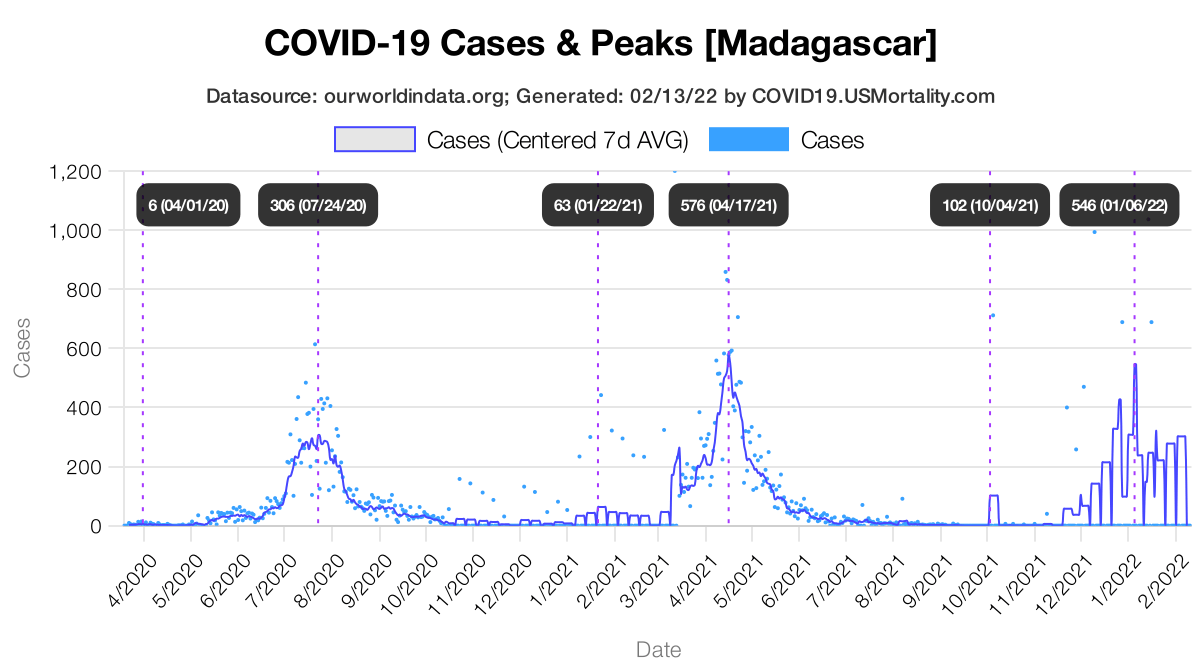 COVID-19 Cases & Peaks [Madagascar]
Datasource: ourworldindata.org; Generated: 02/13/22 by COVID19.USMortality.com
Cases (Centered 7d AVG) Cases
1,200
6 (04/01/20) 306 (07/24/20) 63 (01/22/21) 576 (04/17/21) 102 (10/04/21) 546 (01/06/22)
1,000
800
600
400
200
0
Cases
4/2020 5/2020 6/2020 7/2020 8/2020 9/2020 10/2020 11/2020 12/2020 1/2021 2/2021 3/2021 4/2021 5/2021 6/2021 7/2021 8/2021 9/2021 10/2021 11/2021 12/2021 1/2022 2/2022
Date